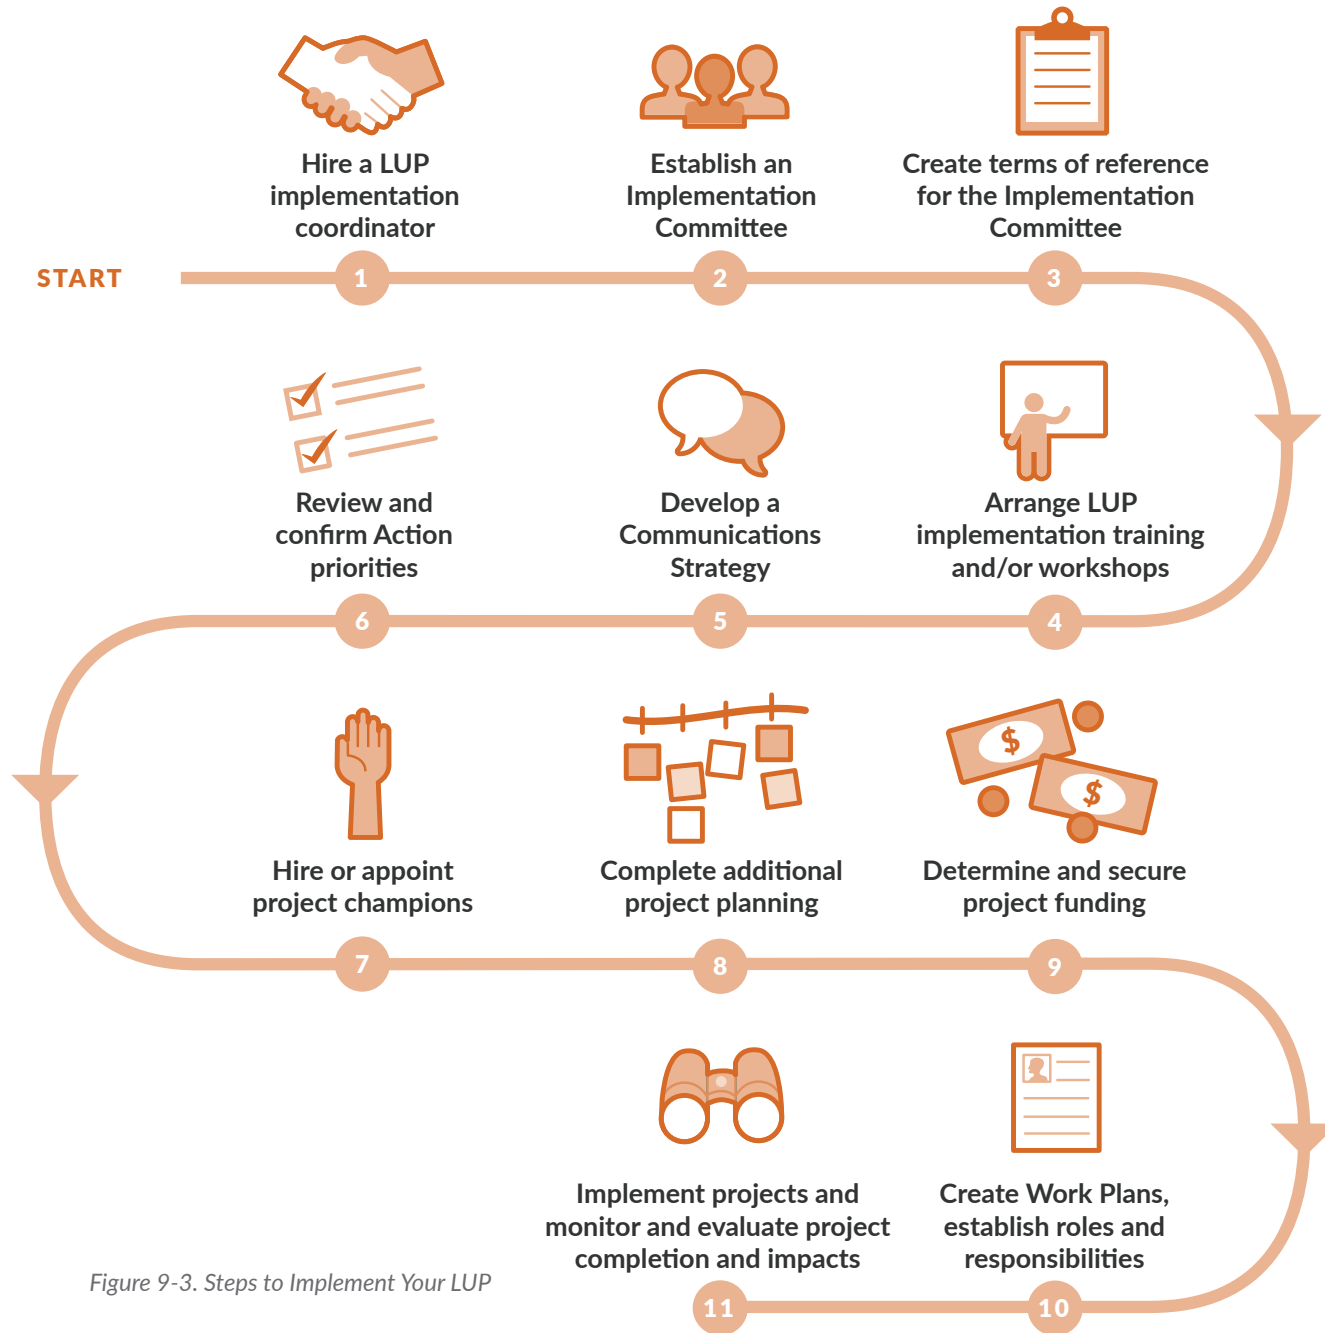 Hire a LUP
implementation
coordinator
Establish an
Implementation
Committee
Create terms of reference
for the Implementation
Committee
START
1
2
3
Arrange LUP
implementation training
and/or workshops
4
Develop a
Communications
Strategy
5
Review and
confirm Action
priorities
6
Hire or appoint
project champions
7
Complete additional
project planning
8
$
$
Determine and secure
project funding
9
Create Work Plans,
establish roles and
responsibilities
10
Implement projects and
monitor and evaluate project
completion and impacts
11
Figure 9-3. Steps to Implement Your LUP